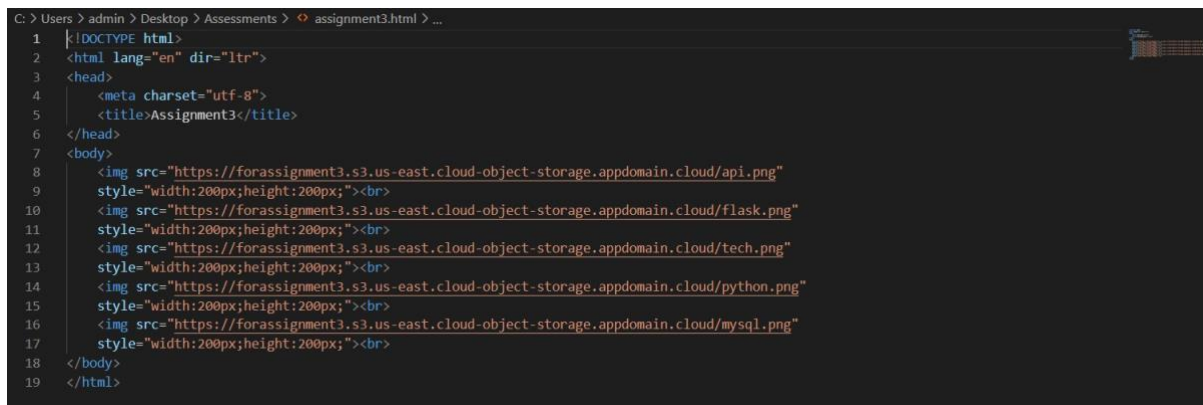 C: > Users > admin > Desktop > Assessments > <> assignment3.html > ...
1 <!DOCTYPE html>
2 <html lang="en" dir="ltr">
3 <head>
4 <meta charset="utf-8">
5 <title>Assignment3</title>
6 </head>
7 <body>
8 <img src="https://forassignment3.s3.us-east.cloud-object-storage.appdomain.cloud/api.png"
9 style="width:200px;height:200px;"><br>
10 <img src="https://forassignment3.s3.us-east.cloud-object-storage.appdomain.cloud/flask.png"
11 style="width:200px;height:200px;"><br>
12 <img src="https://forassignment3.s3.us-east.cloud-object-storage.appdomain.cloud/tech.png"
13 style="width:200px;height:200px;"><br>
14 <img src="https://forassignment3.s3.us-east.cloud-object-storage.appdomain.cloud/python.png"
15 style="width:200px;height:200px;"><br>
16 <img src="https://forassignment3.s3.us-east.cloud-object-storage.appdomain.cloud/mysql.png"
17 style="width:200px;height:200px;"><br>
18 </body>
19 </html>